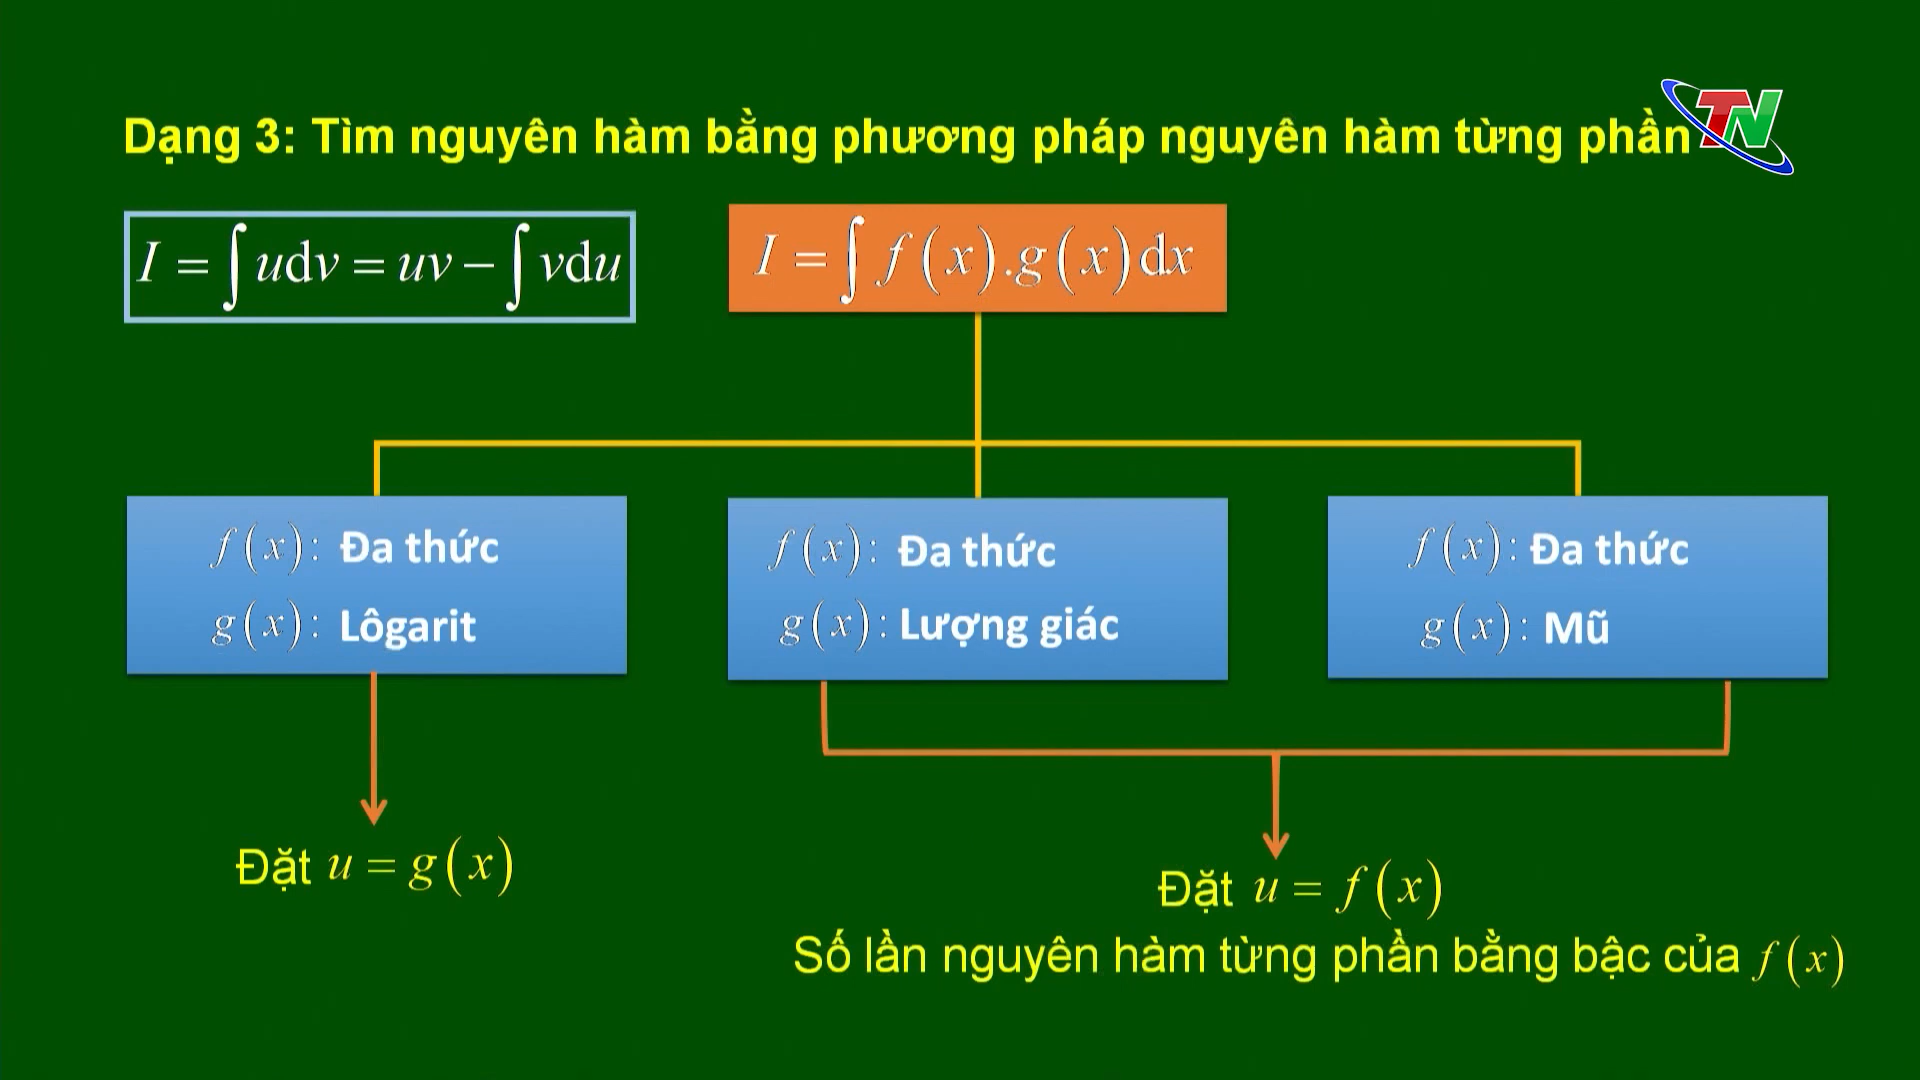 Dạng 3: Tìm nguyên hàm bằng phương pháp nguyên hàm từng phần
TN
I = ∫ udv = uv − ∫ vdu
I = ∫ f(x).g(x)dx
f(x): Đa thức
g(x): Lôgarit
f(x): Đa thức
g(x): Lượng giác
f(x): Đa thức
g(x): Mũ
Đặt u = g(x)
Đặt u = f(x)
Số lần nguyên hàm từng phần bằng bậc của f(x)